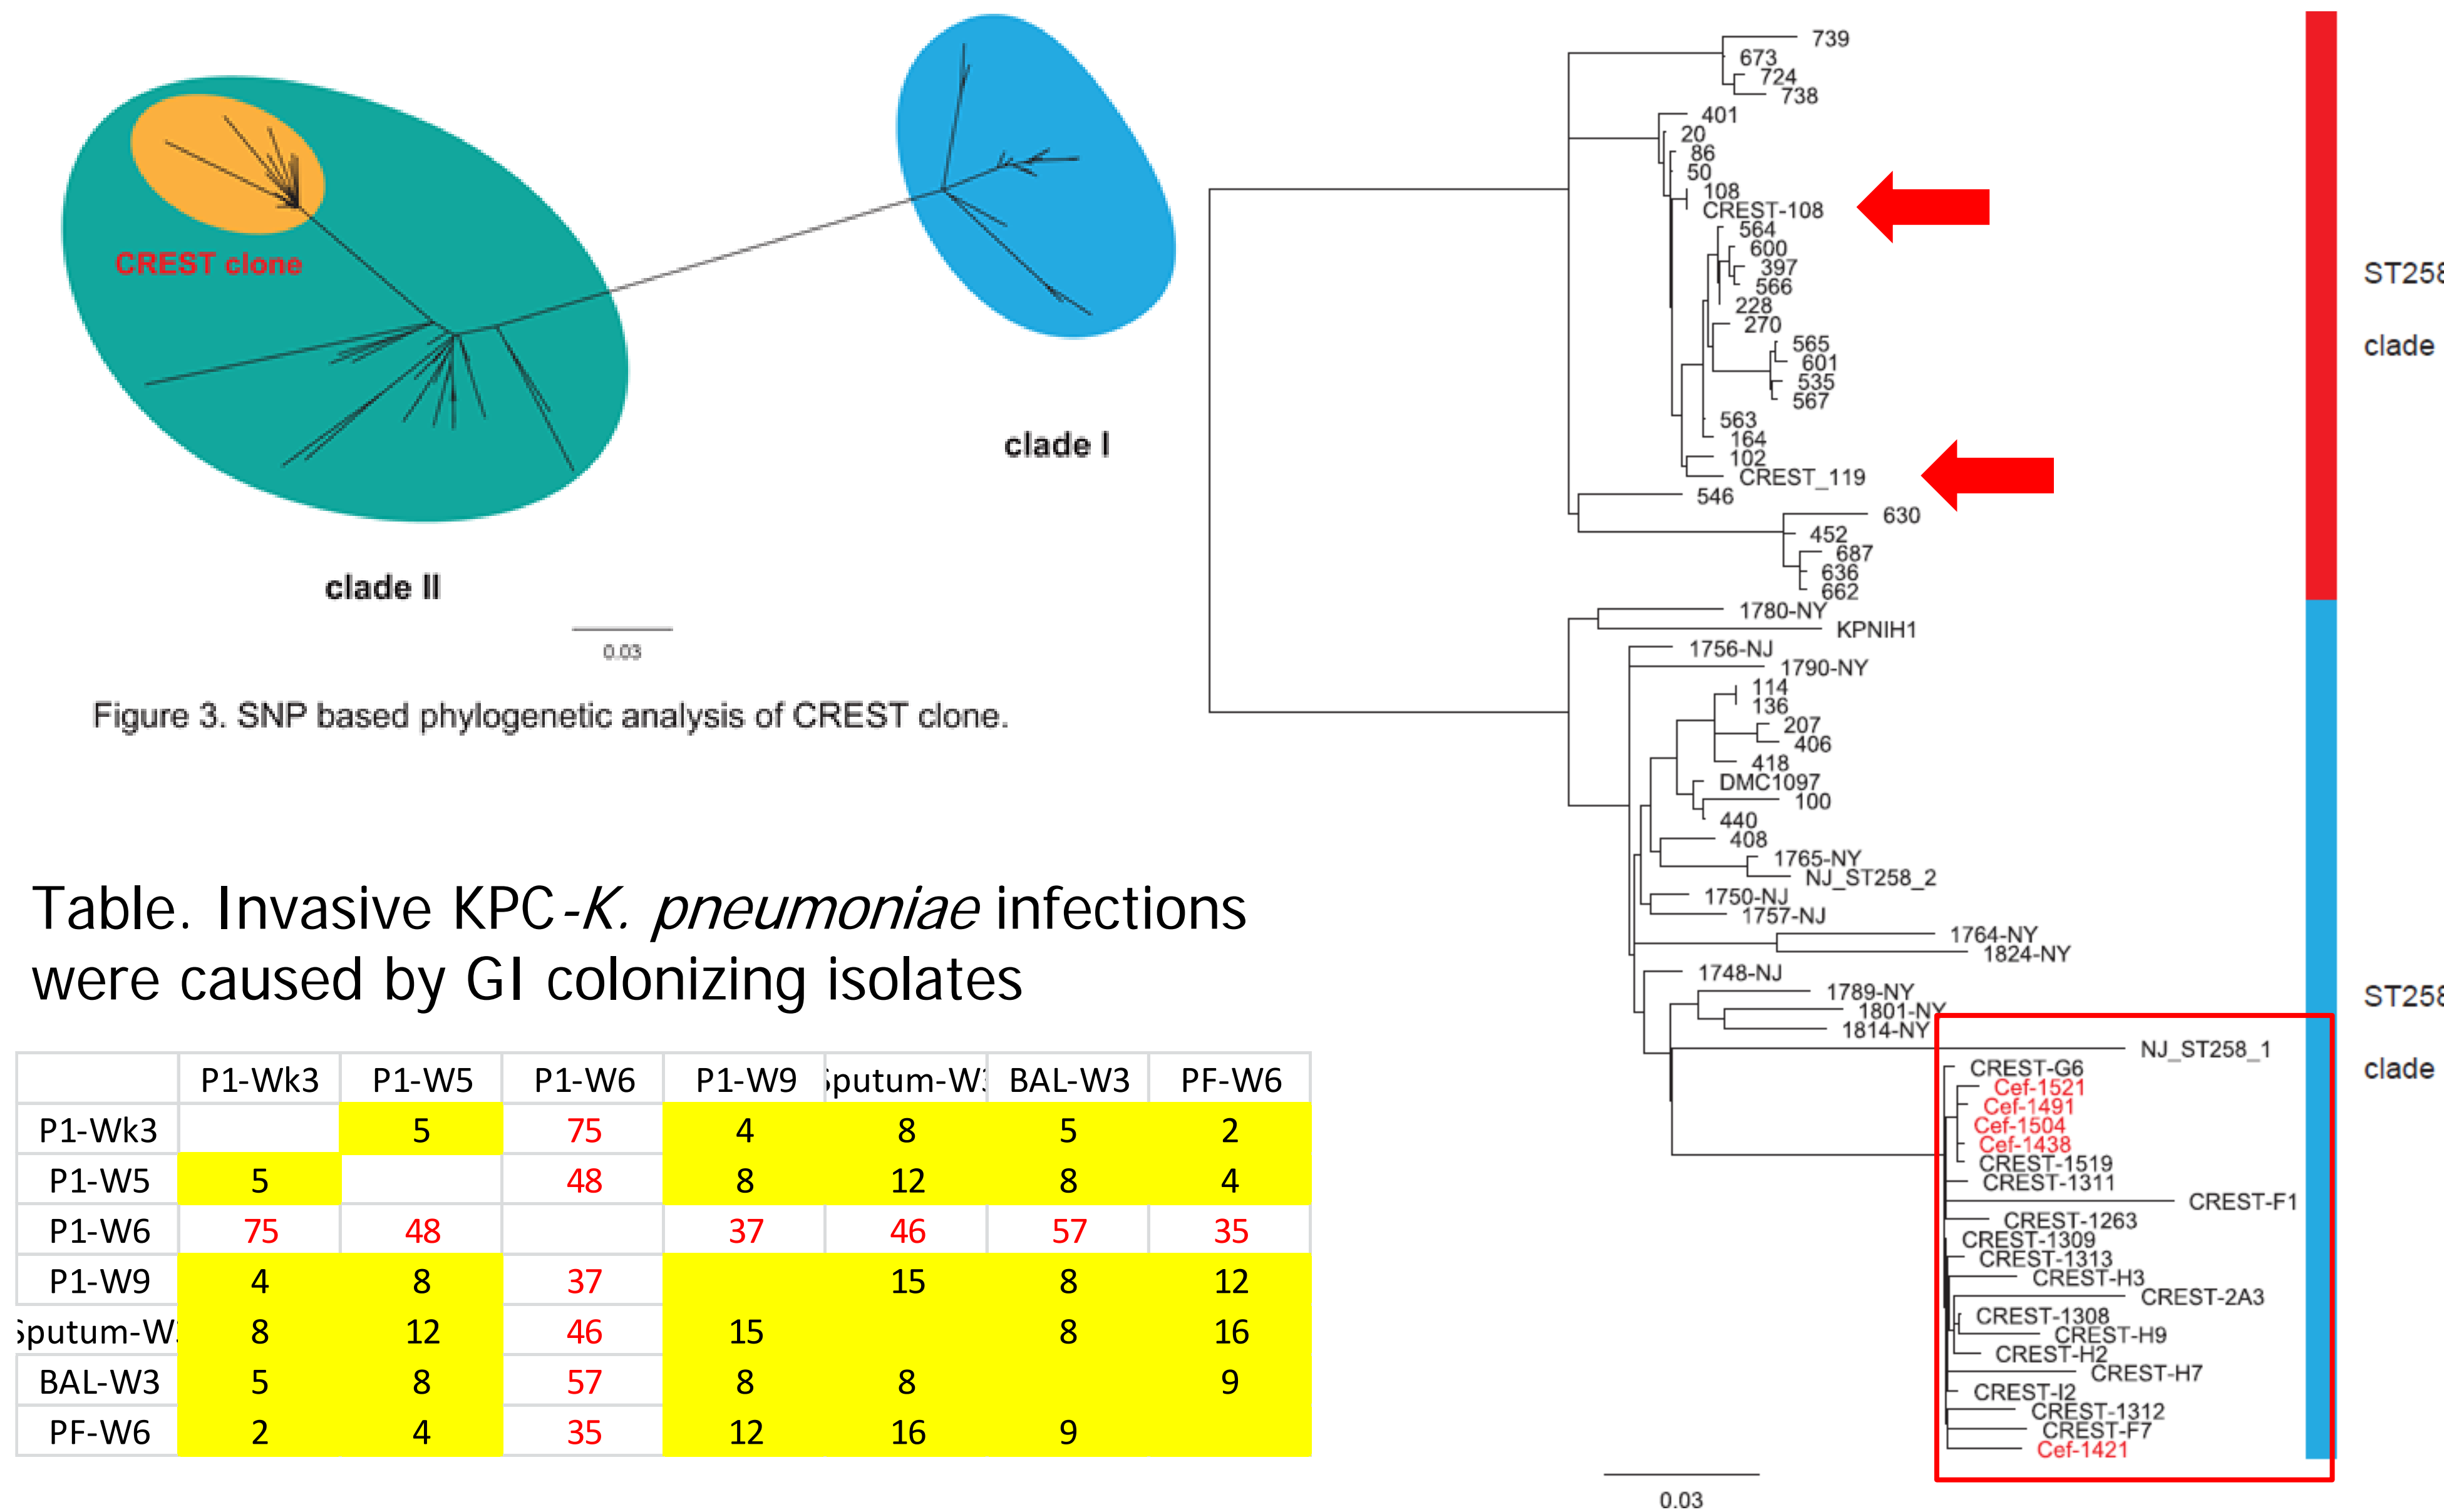 CREST clone
clade I
clade II
0.03
Figure 3. SNP based phylogenetic analysis of CREST clone.
Table. Invasive KPC-K. pneumoniae infections
were caused by GI colonizing isolates
P1-Wk3 P1-W5 P1-W6 P1-W9 BAL-W3 PF-W6
P1-Wk3 5 75 4 8 5 2
P1-W5 5 48 8 12 8 4
P1-W6 75 48 37 46 57 35
P1-W9 4 8 37 15 8 12
8 12 46 15 8 16
BAL-W3 5 8 57 8 8 9
PF-W6 2 4 35 12 16 9
739
673
724
738
401
20
86
50
108
CREST-108
564
600
397
566
228
270
565
601
535
567
563
164
102
CREST_119
546
630
452
687
636
662
1780-NY
KPNIH1
1756-NJ
1790-NY
114
136
207
406
418
DMC1097
100
440
408
1765-NY
NJ_ST258_2
1750-NJ
1757-NJ
1764-NY
1824-NY
1748-NJ
1789-NY
1801-NY
1814-NY
NJ_ST258_1
CREST-G6
Cef-1521
Cef-1491
Cef-1504
Cef-1438
CREST-1519
CREST-1311
CREST-F1
CREST-1263
CREST-1309
CREST-1313
CREST-H3
CREST-2A3
CREST-1308
CREST-H9
CREST-H2
CREST-H7
CREST-I2
CREST-1312
CREST-F7
Cef-1421
0.03
clade
clade